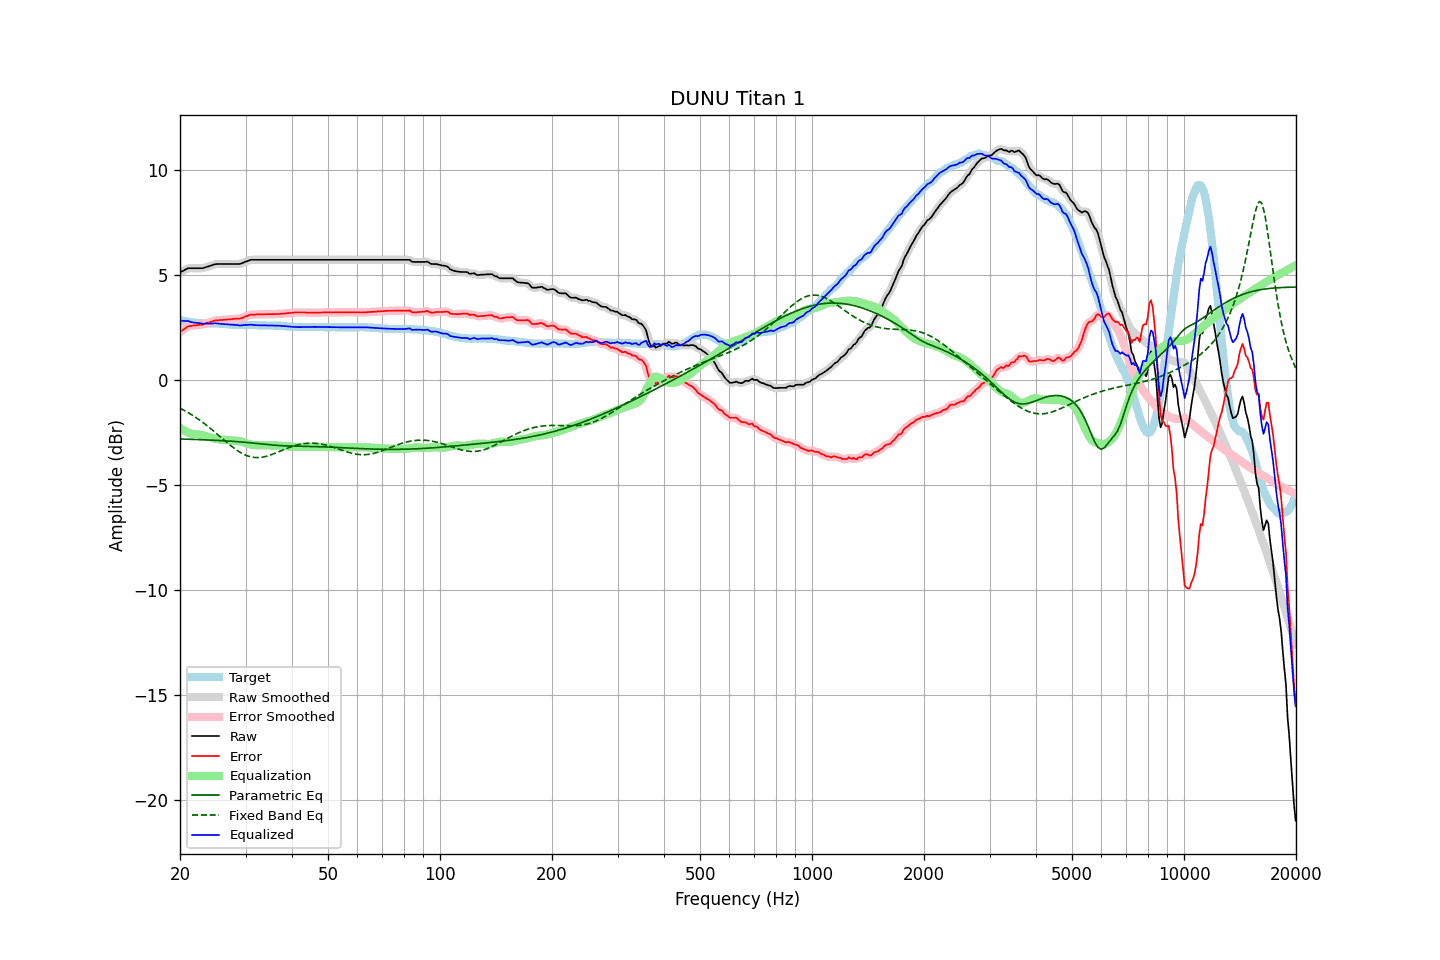 DUNU Titan 1
Amplitude (dBr)
10
5
0
−5
−10
−15
−20
Target
Raw Smoothed
Error Smoothed
Raw
Error
Equalization
Parametric Eq
Fixed Band Eq
Equalized
20 50 100 200 500 1000 2000 5000 10000 20000
Frequency (Hz)